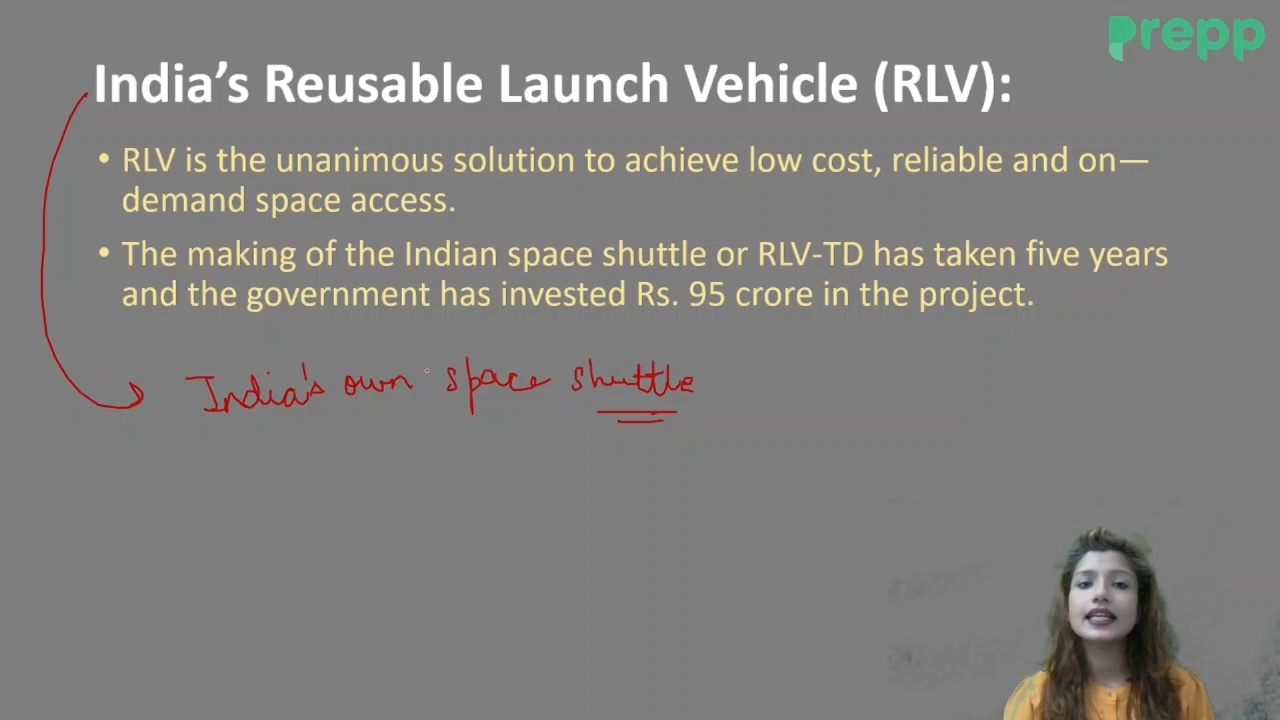 prepp
India's Reusable Launch Vehicle (RLV):
• RLV is the unanimous solution to achieve low cost, reliable and on—
demand space access.
• The making of the Indian space shuttle or RLV-TD has taken five years
and the government has invested Rs. 95 crore in the project.
India's own space shuttle